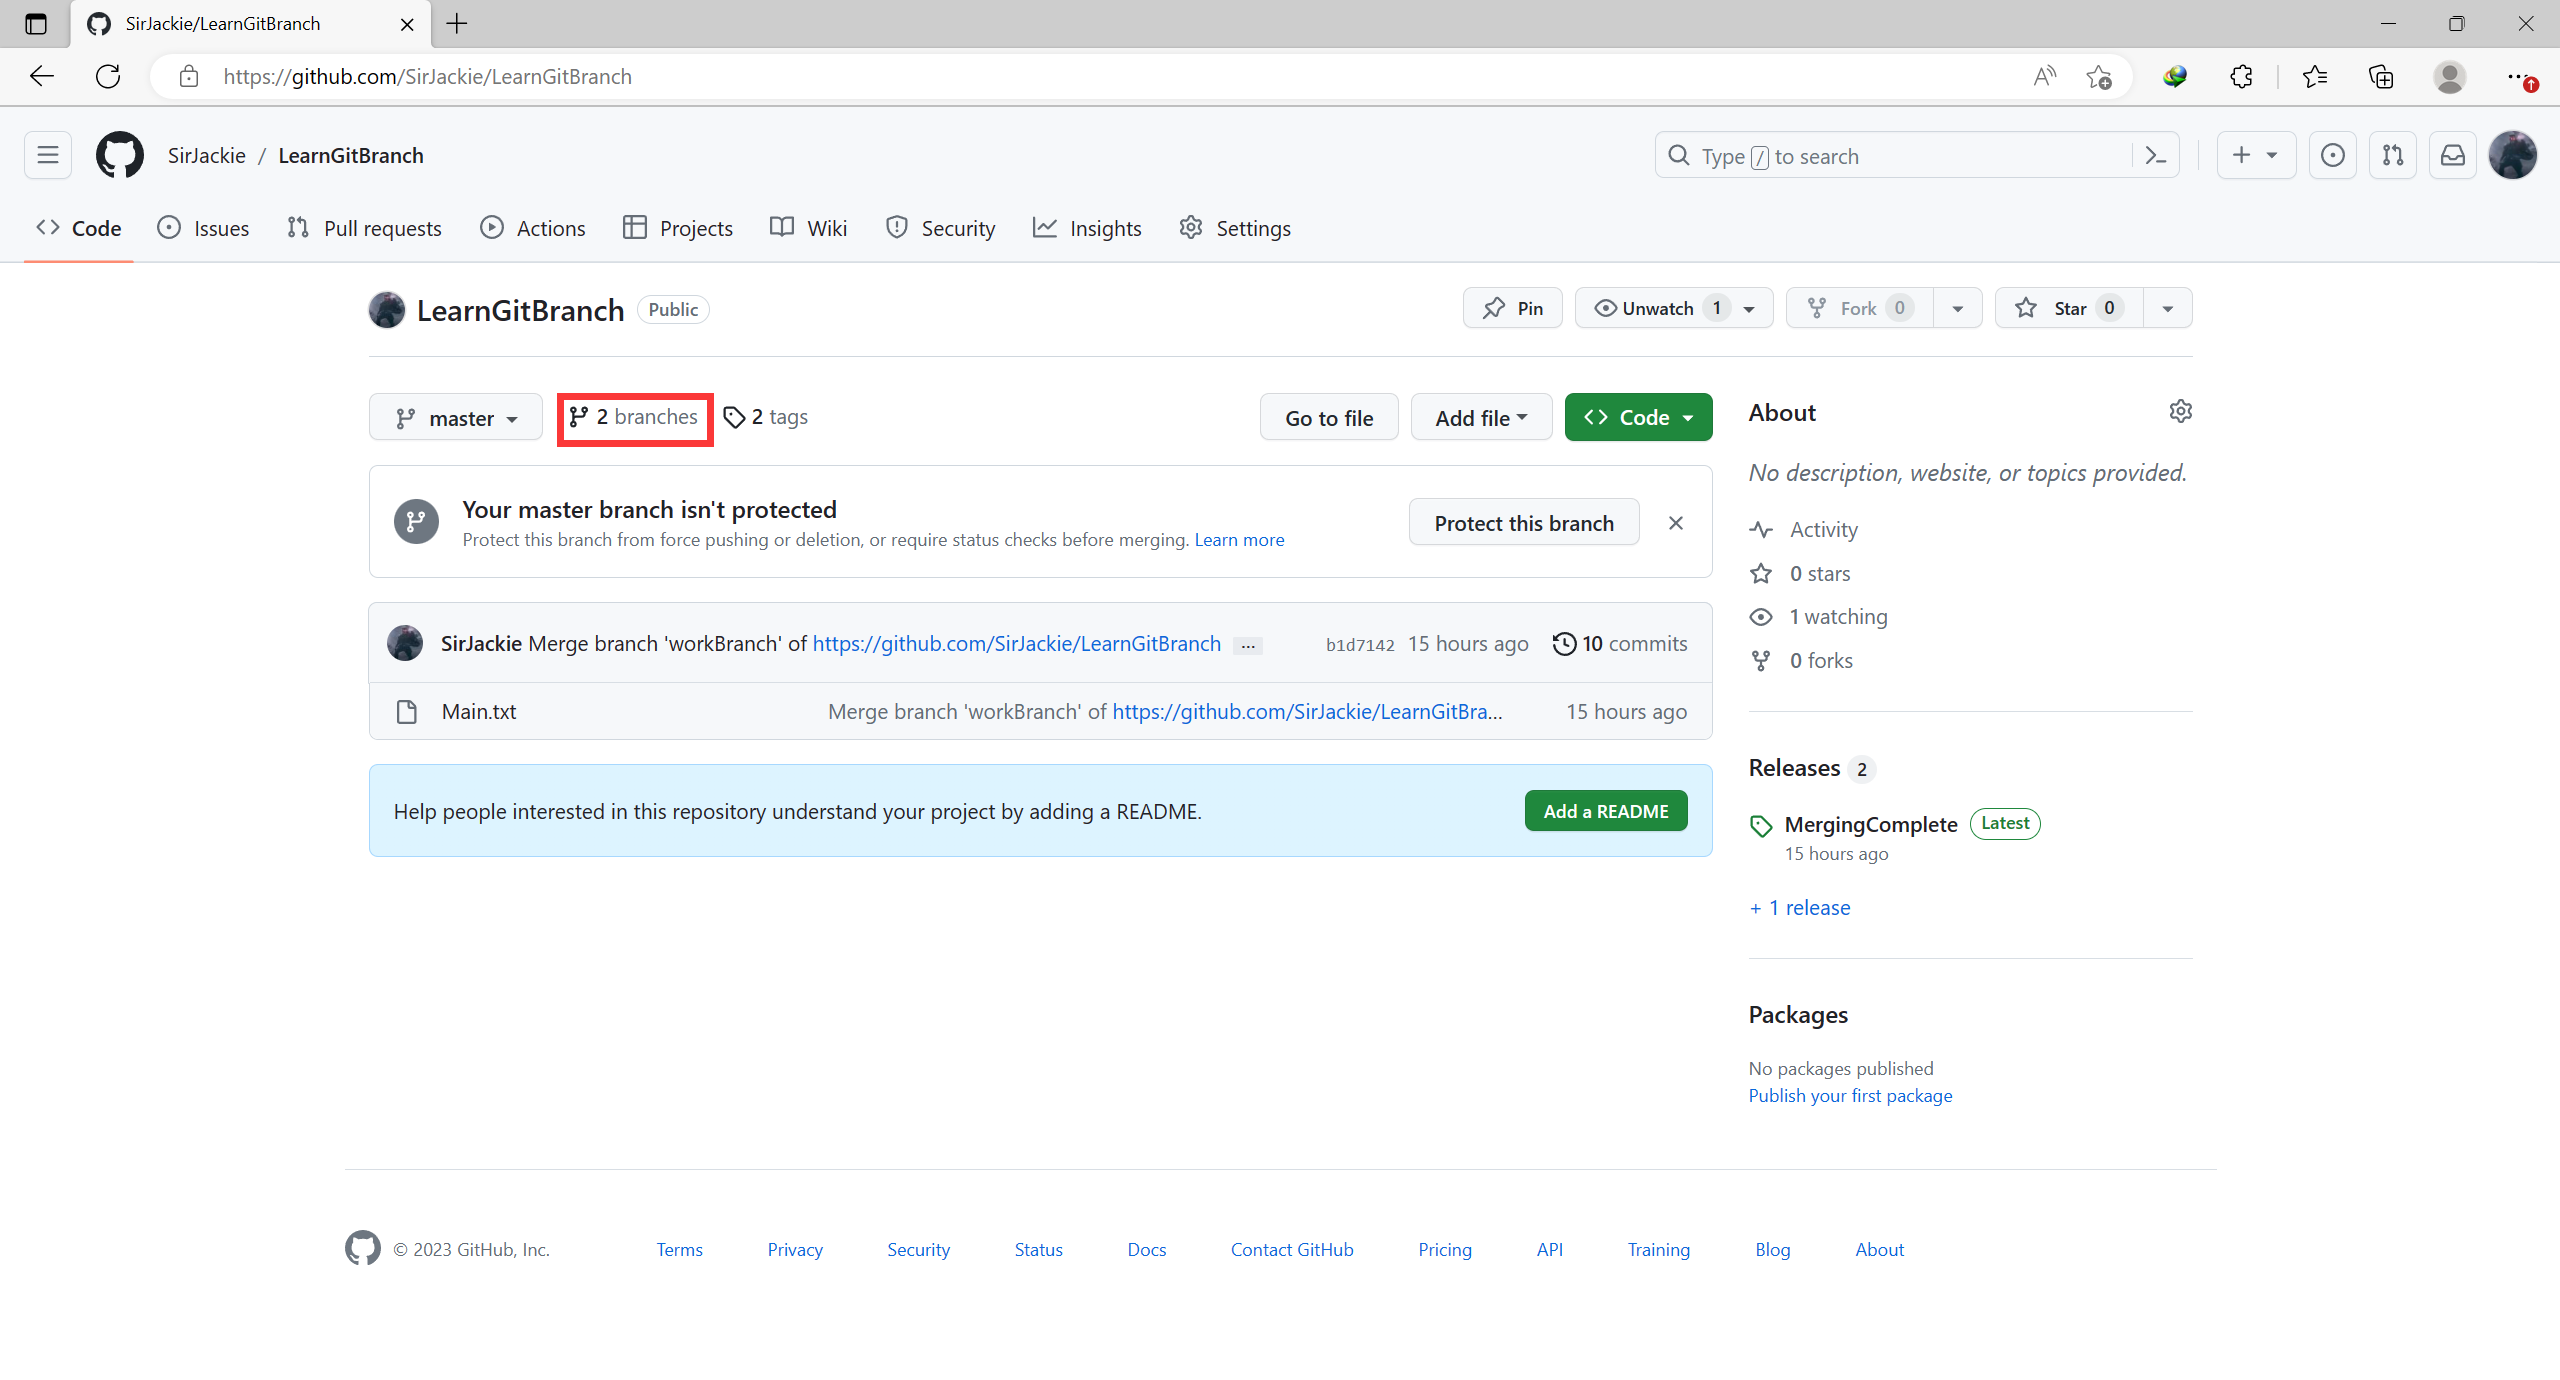 SirJackie/LearnGitBranch
https://github.com/SirJackie/LearnGitBranch
SirJackie / LearnGitBranch
Type / to search
Code Issues Pull requests Actions Projects Wiki Security Insights Settings
LearnGitBranch Public
Pin Unwatch 1 Fork 0 Star 0
master 2 branches 2 tags Go to file Add file Code
Your master branch isn't protected
Protect this branch from force pushing or deletion, or require status checks before merging. Learn more
Protect this branch
SirJackie Merge branch 'workBranch' of https://github.com/SirJackie/LearnGitBranch ... b1d7142 15 hours ago 10 commits
Main.txt Merge branch 'workBranch' of https://github.com/SirJackie/LearnGitBra... 15 hours ago
Help people interested in this repository understand your project by adding a README. Add a README
About
No description, website, or topics provided.
Activity
0 stars
1 watching
0 forks
Releases 2
MergingComplete Latest
15 hours ago
+ 1 release
Packages
No packages published
Publish your first package
© 2023 GitHub, Inc. Terms Privacy Security Status Docs Contact GitHub Pricing API Training Blog About